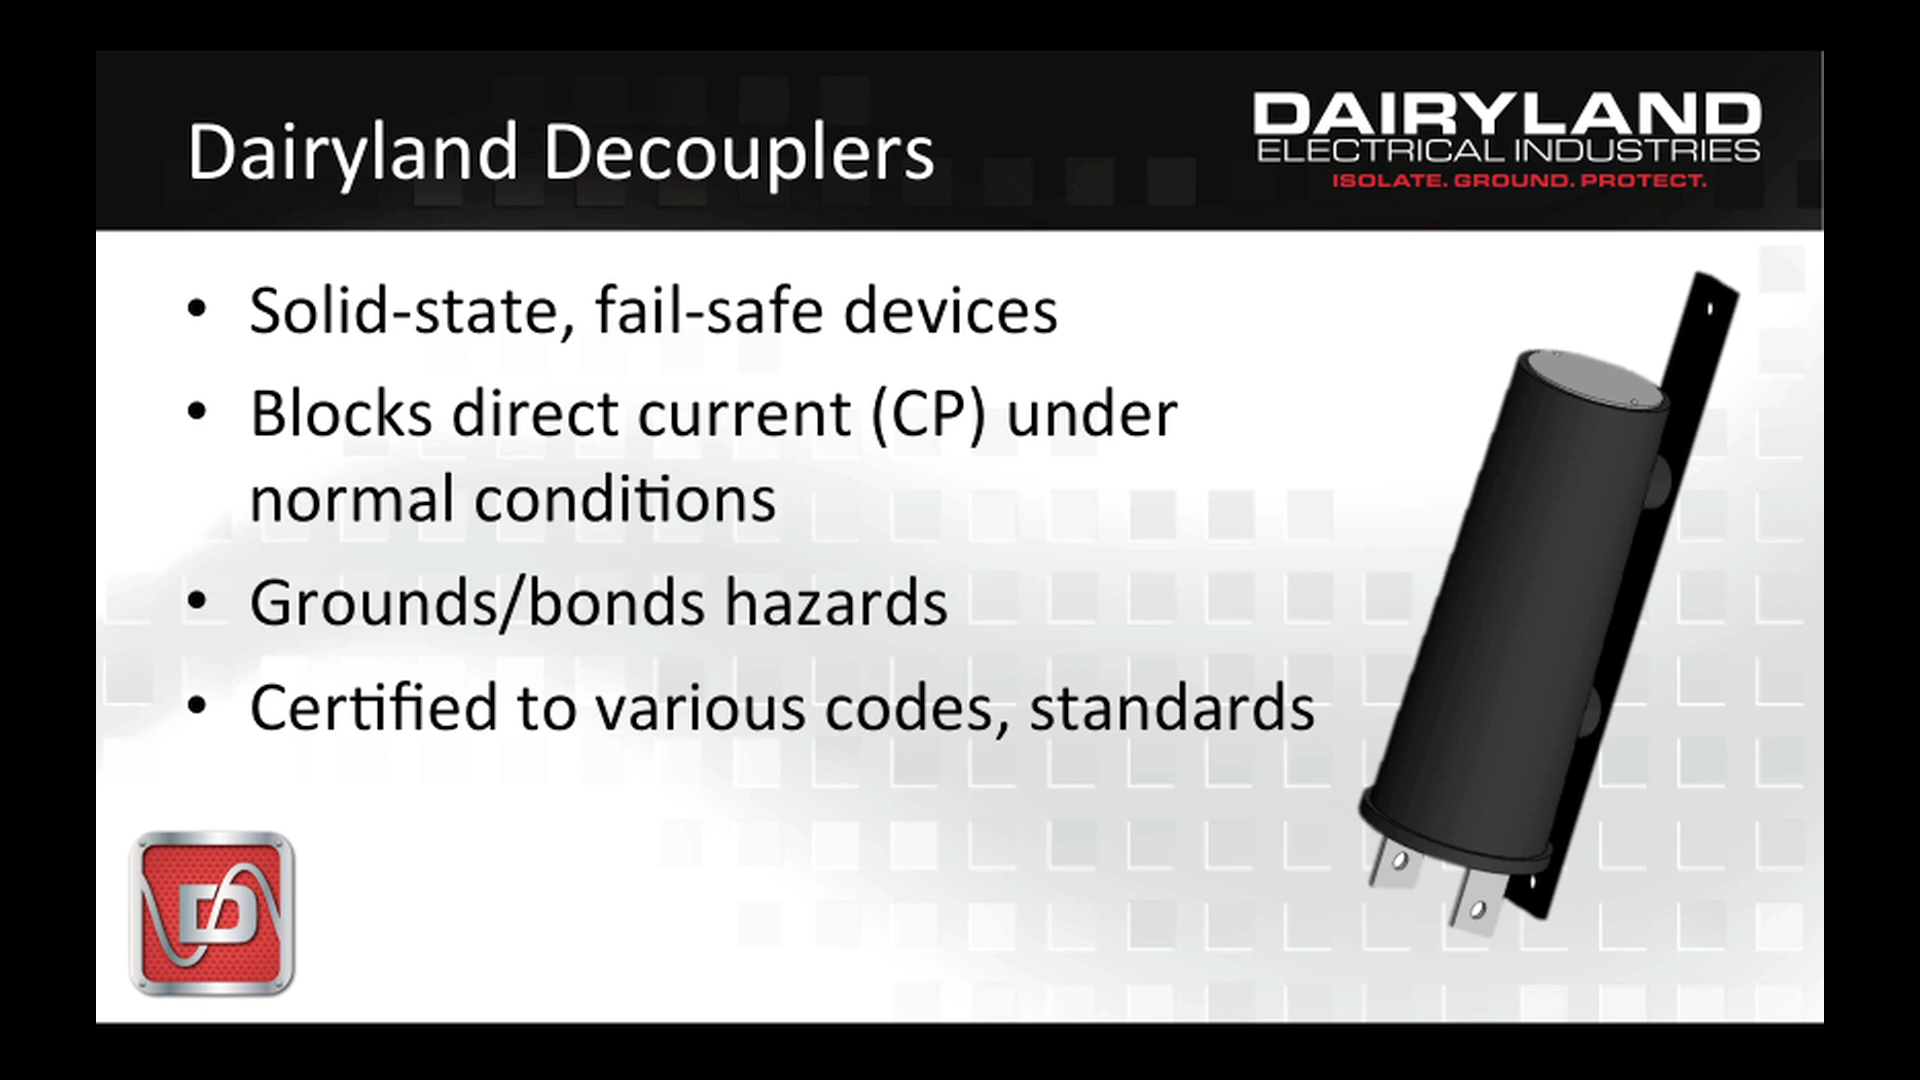 Dairyland Decouplers
DAIRYLAND
ELECTRICAL INDUSTRIES
ISOLATE. GROUND. PROTECT.
• Solid-state, fail-safe devices
• Blocks direct current (CP) under
normal conditions
• Grounds/bonds hazards
• Certified to various codes, standards
D